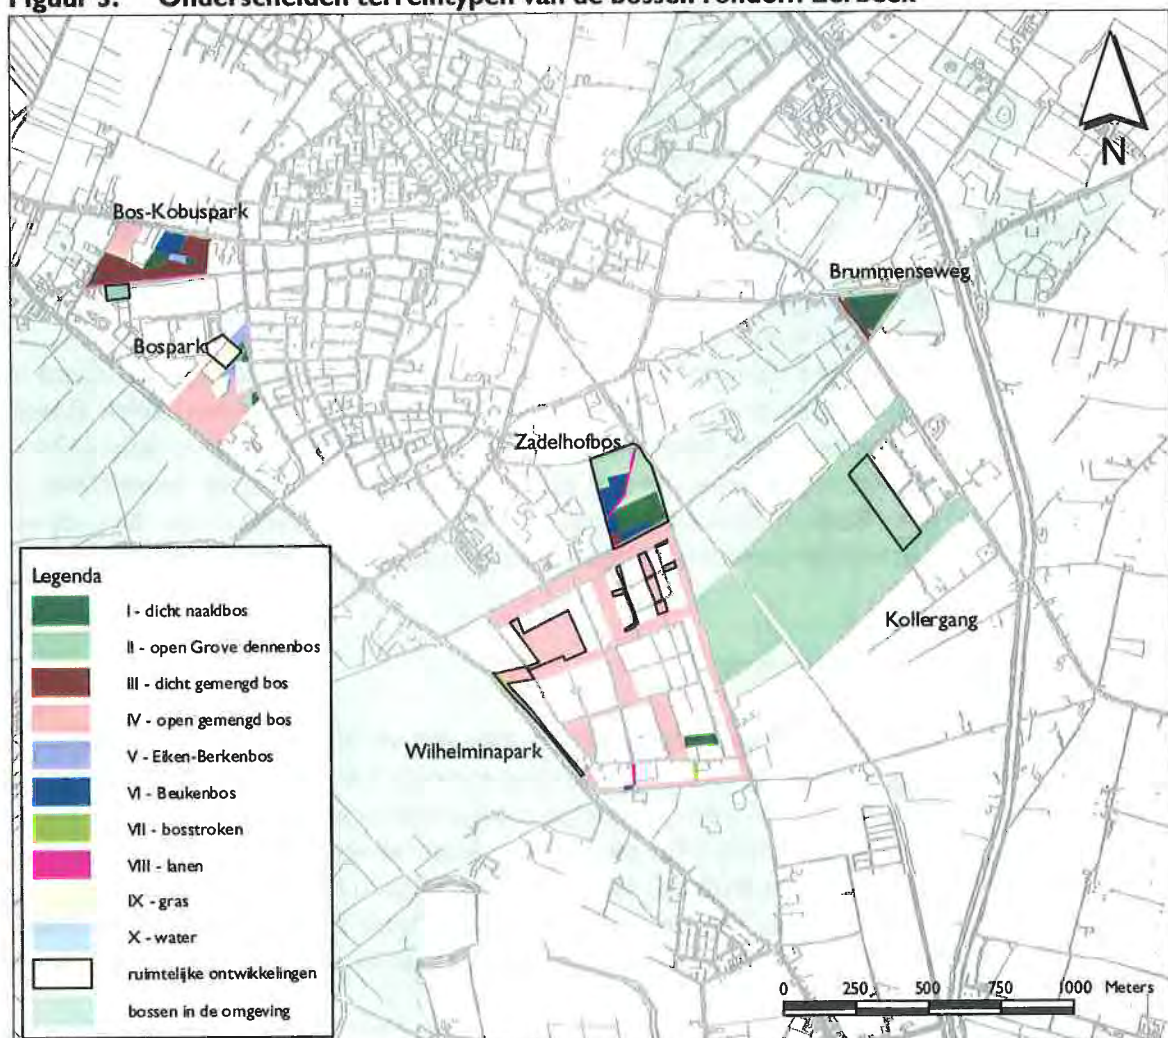 N
Bos-Kobuspark
Brummenseweg
Bospark
Zadelhofbos
Kollergang
Wilhelminapark
Legenda
I - dicht naaldbos
II - open Grove dennenbos
III - dicht gemengd bos
IV - open gemengd bos
V - Eiken-Berkenbos
VI - Beukenbos
VII - bosstroken
VIII - lanen
IX - gras
X - water
ruimtelijke ontwikkelingen
bossen in de omgeving
0 250 500 750 1000 Meters